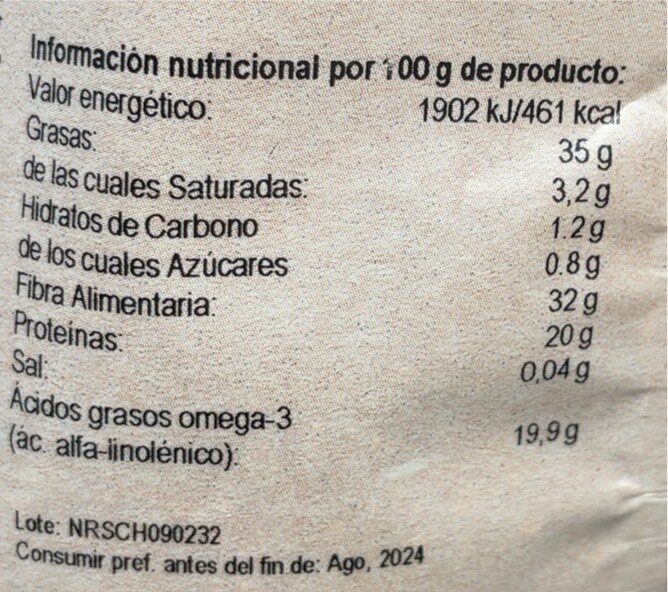 Información nutricional por 100 g de producto:
Valor energético: 1902 kJ/461 kcal
Grasas: 35 g
de las cuales Saturadas: 3,2 g
Hidratos de Carbono 1.2 g
de los cuales Azúcares 0.8 g
Fibra Alimentaria: 32 g
Proteínas: 20 g
Sal: 0,04 g
Ácidos grasos omega-3
(ác. alfa-linolénico): 19,9 g
Lote: NRSCH090232
Consumir pref. antes del fin de: Ago, 2024